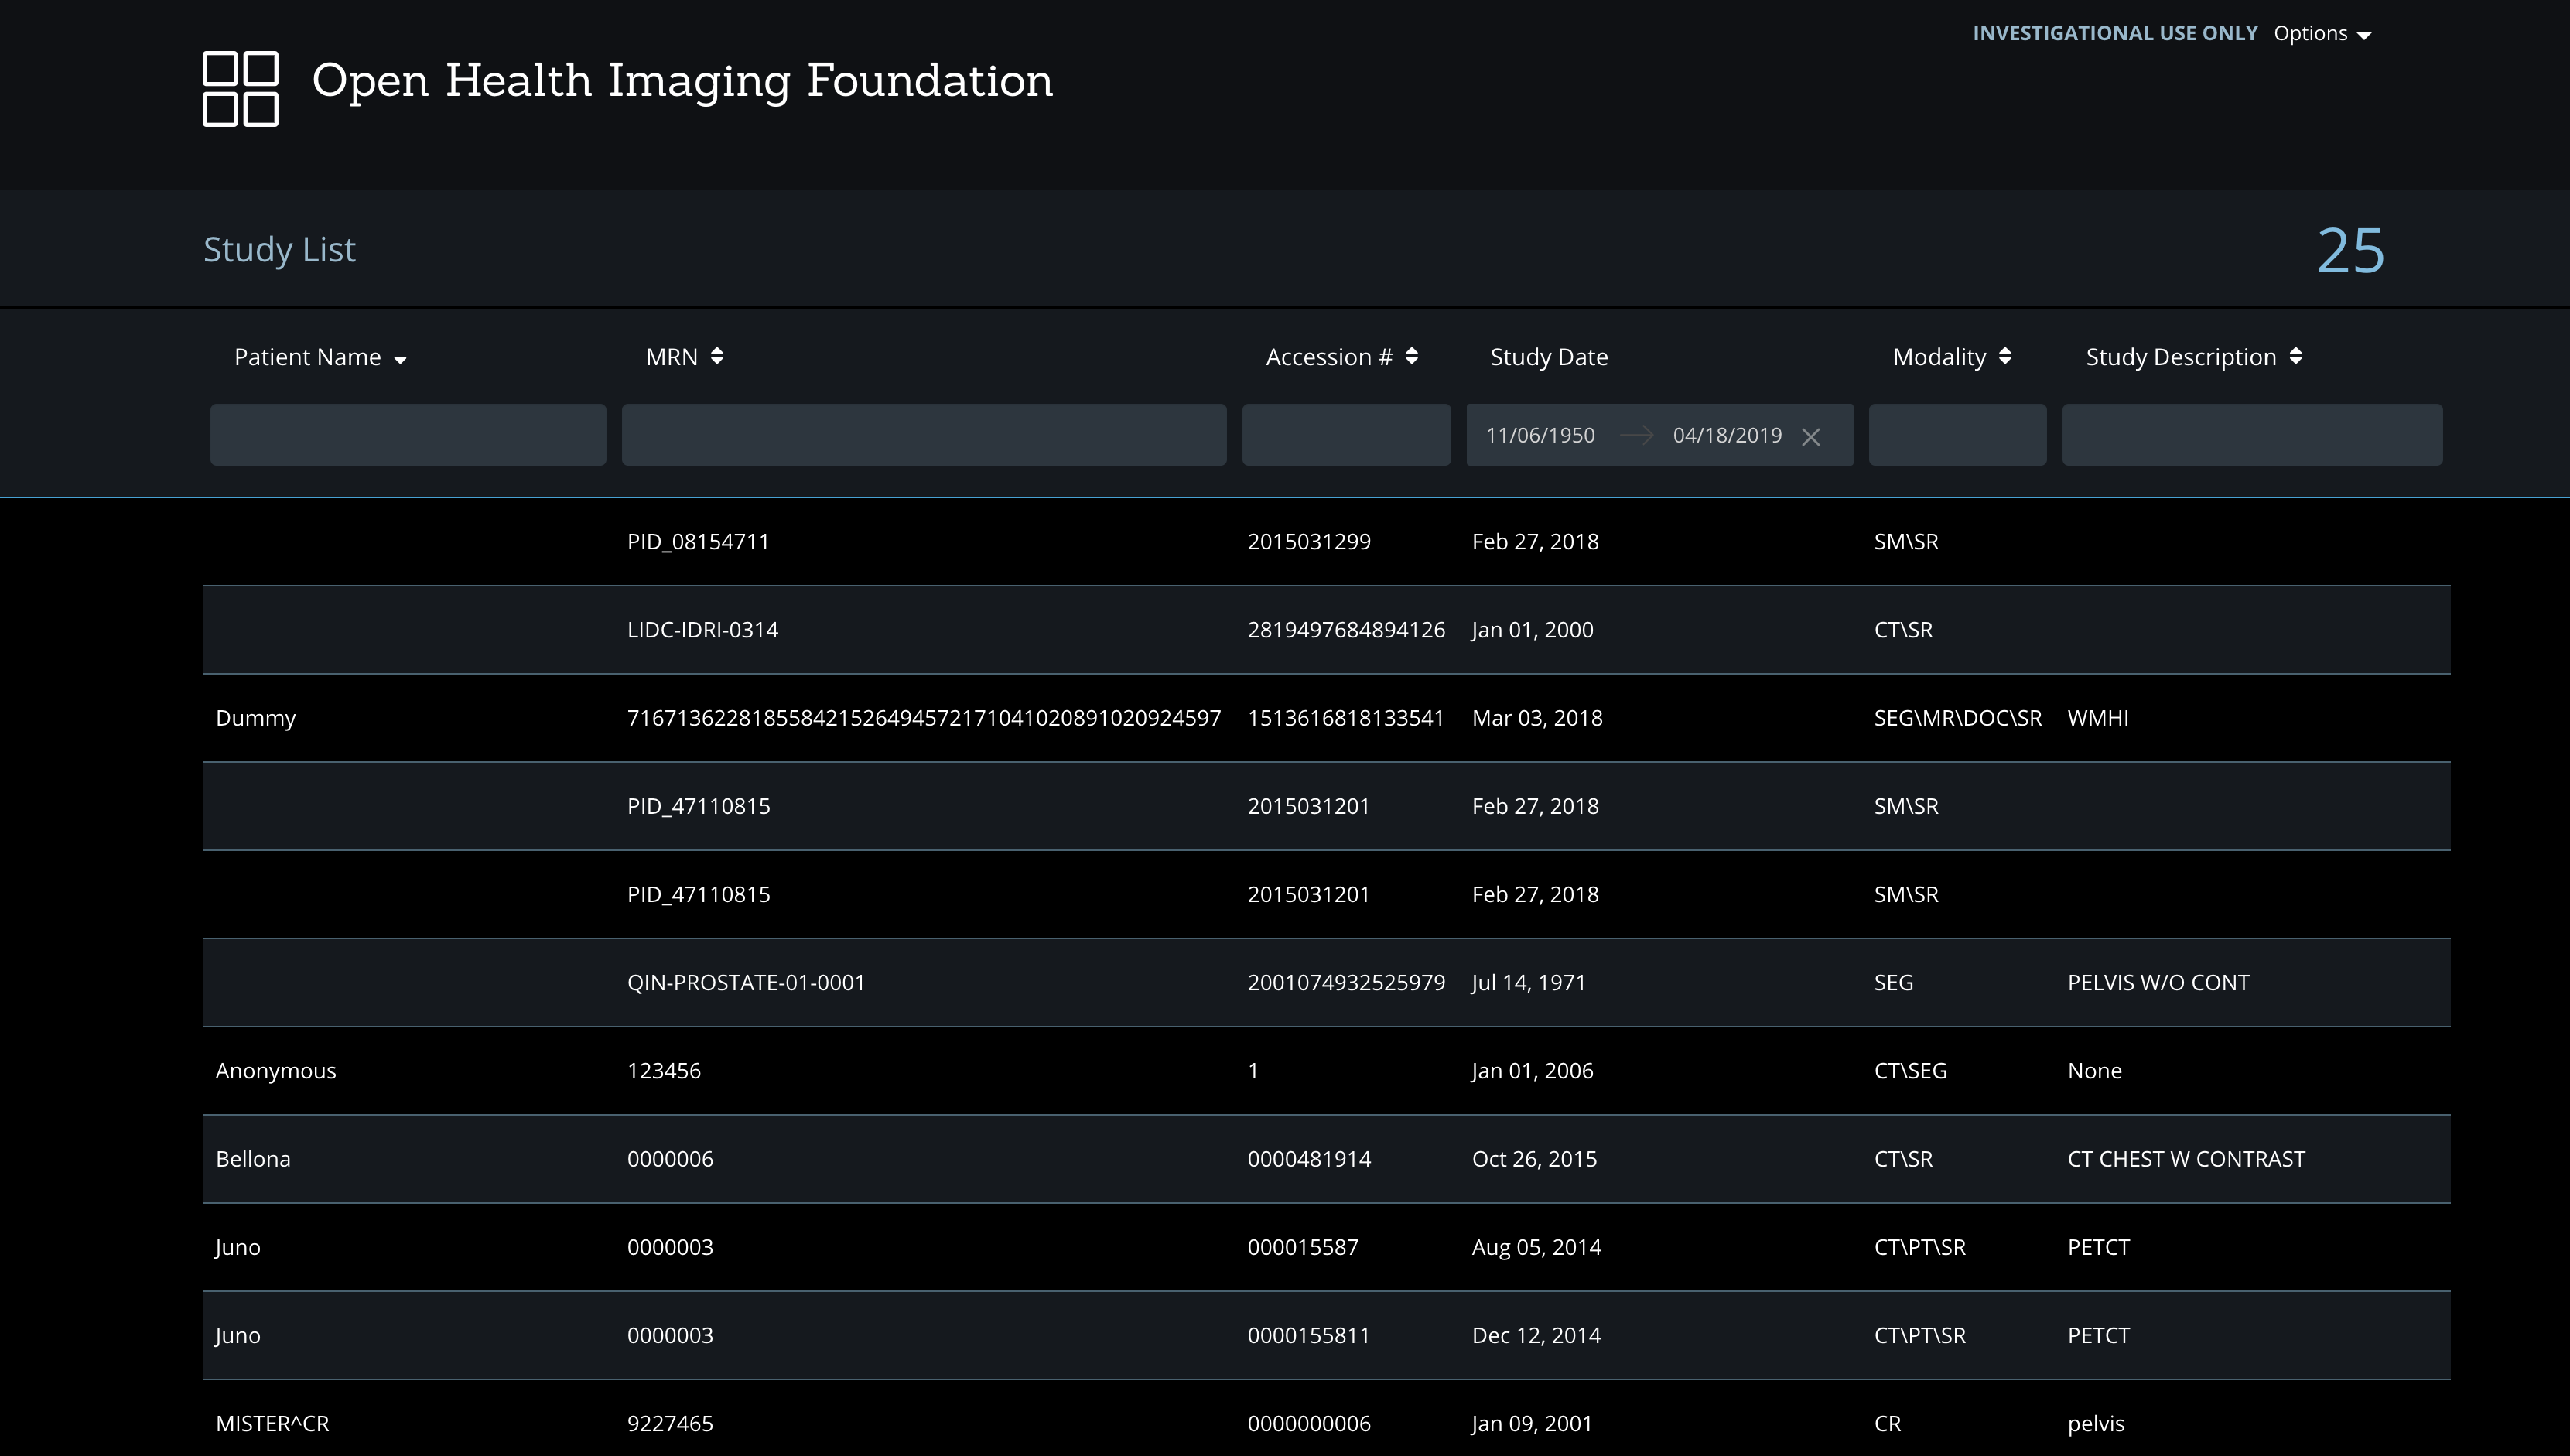 INVESTIGATIONAL USE ONLY Options
Open Health Imaging Foundation
Study List 25
Patient Name MRN Accession # Study Date Modality Study Description
11/06/1950 04/18/2019
PID_08154711 2015031299 Feb 27, 2018 SM\SR
LIDC-IDRI-0314 2819497684894126 Jan 01, 2000 CT\SR
Dummy 716713622818558421526494572171041020891020924597 1513616818133541 Mar 03, 2018 SEG\MR\DOC\SR WMHI
PID_47110815 2015031201 Feb 27, 2018 SM\SR
PID_47110815 2015031201 Feb 27, 2018 SM\SR
QIN-PROSTATE-01-0001 2001074932525979 Jul 14, 1971 SEG PELVIS W/O CONT
Anonymous 123456 1 Jan 01, 2006 CT\SEG None
Bellona 0000006 0000481914 Oct 26, 2015 CT\SR CT CHEST W CONTRAST
Juno 0000003 000015587 Aug 05, 2014 CT\PT\SR PETCT
Juno 0000003 0000155811 Dec 12, 2014 CT\PT\SR PETCT
MISTER^CR 9227465 0000000006 Jan 09, 2001 CR pelvis